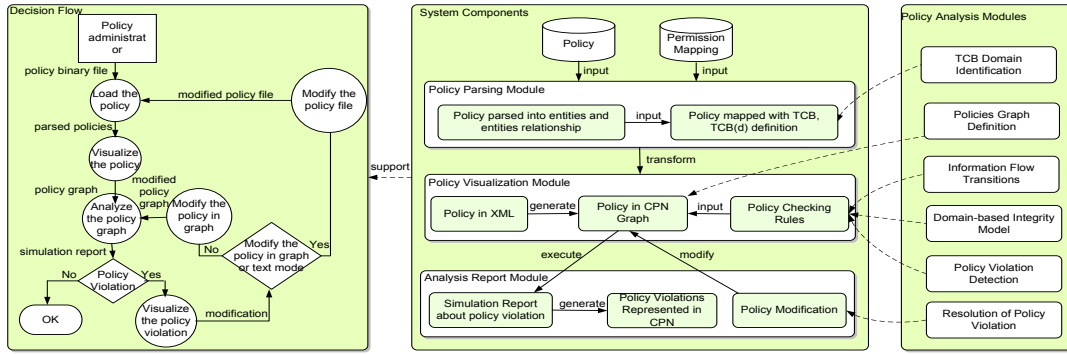 Decision Flow
Policy
administrat
or
policy binary file
Load the
policy
modified policy file
Modify the
policy file
parsed policies
Visualize
the policy
policy graph
modified
policy
graph
Analyze
the policy
graph
Modify the
policy in
graph
simulation report
No
Modify the
policy in graph
or text mode
Yes
No
Policy
Violation
Yes
OK
Visualize
the policy
violation
modification
support
System Components
Policy
Permission
Mapping
input
input
Policy Parsing Module
Policy parsed into entities and
entities relationship
input
Policy mapped with TCB,
TCB(d) definition
transform
Policy Visualization Module
Policy in XML
generate
Policy in CPN
Graph
input
Policy Checking
Rules
execute
modify
Analysis Report Module
Simulation Report
about policy violation
generate
Policy Violations
Represented in
CPN
Policy Modification
Policy Analysis Modules
TCB Domain
Identification
Policies Graph
Definition
Information Flow
Transitions
Domain-based Integrity
Model
Policy Violation
Detection
Resolution of Policy
Violation